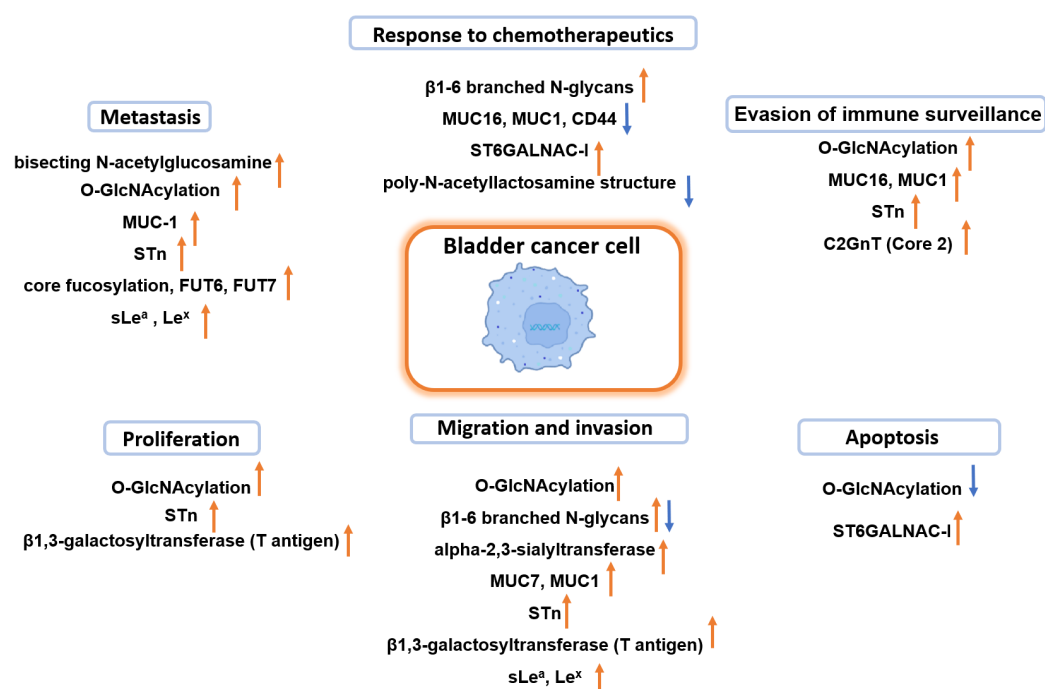 Response to chemotherapeutics
β1-6 branched N-glycans
MUC16, MUC1, CD44
ST6GALNAC-I
poly-N-acetyllactosamine structure
Metastasis
bisecting N-acetylglucosamine
O-GlcNAcylation
MUC-1
STn
core fucosylation, FUT6, FUT7
sLeᵃ , Leˣ
Evasion of immune surveillance
O-GlcNAcylation
MUC16, MUC1
STn
C2GnT (Core 2)
Bladder cancer cell
Proliferation
O-GlcNAcylation
STn
β1,3-galactosyltransferase (T antigen)
Migration and invasion
O-GlcNAcylation
β1-6 branched N-glycans
alpha-2,3-sialyltransferase
MUC7, MUC1
STn
β1,3-galactosyltransferase (T antigen)
sLeᵃ, Leˣ
Apoptosis
O-GlcNAcylation
ST6GALNAC-I